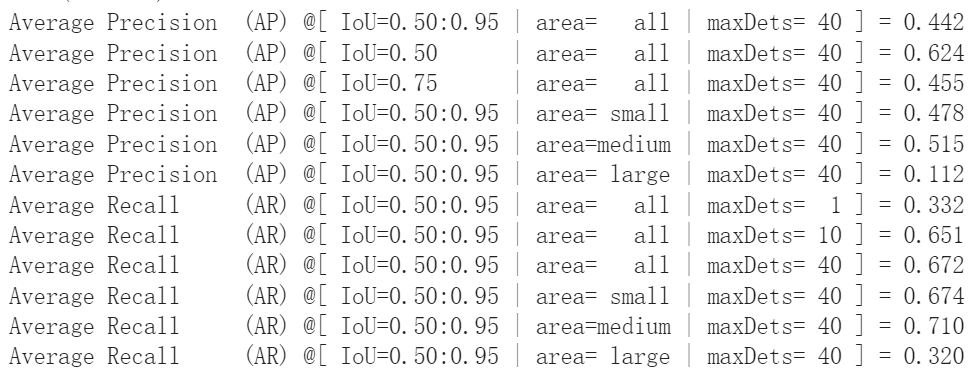 Average Precision (AP) @[ IoU=0.50:0.95 | area= all | maxDets= 40 ] = 0.442
Average Precision (AP) @[ IoU=0.50 | area= all | maxDets= 40 ] = 0.624
Average Precision (AP) @[ IoU=0.75 | area= all | maxDets= 40 ] = 0.455
Average Precision (AP) @[ IoU=0.50:0.95 | area= small | maxDets= 40 ] = 0.478
Average Precision (AP) @[ IoU=0.50:0.95 | area=medium | maxDets= 40 ] = 0.515
Average Precision (AP) @[ IoU=0.50:0.95 | area= large | maxDets= 40 ] = 0.112
Average Recall (AR) @[ IoU=0.50:0.95 | area= all | maxDets= 1 ] = 0.332
Average Recall (AR) @[ IoU=0.50:0.95 | area= all | maxDets= 10 ] = 0.651
Average Recall (AR) @[ IoU=0.50:0.95 | area= all | maxDets= 40 ] = 0.672
Average Recall (AR) @[ IoU=0.50:0.95 | area= small | maxDets= 40 ] = 0.674
Average Recall (AR) @[ IoU=0.50:0.95 | area=medium | maxDets= 40 ] = 0.710
Average Recall (AR) @[ IoU=0.50:0.95 | area= large | maxDets= 40 ] = 0.320